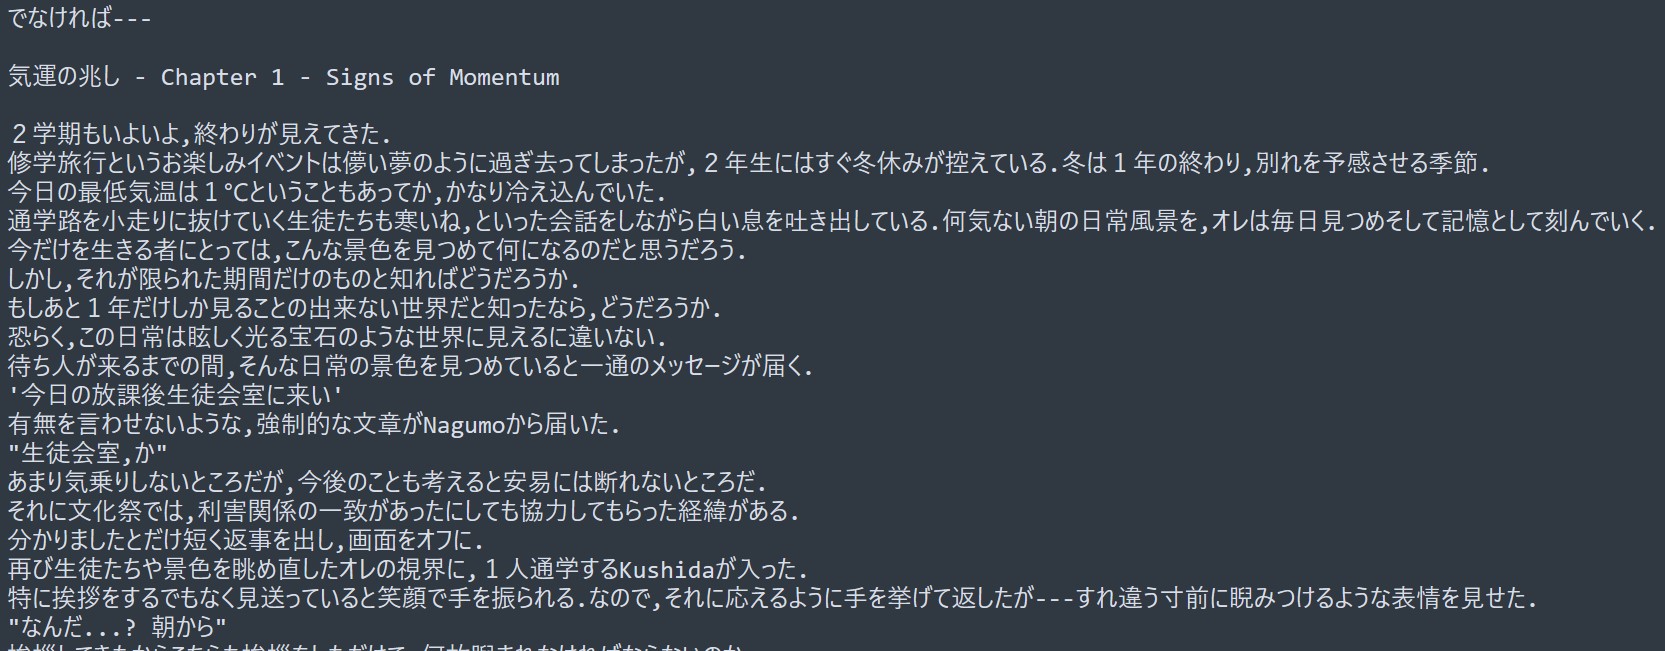 でなければ---
気運の兆し - Chapter 1 - Signs of Momentum
２学期もいよいよ,終わりが見えてきた.
修学旅行というお楽しみイベントは儚い夢のように過ぎ去ってしまったが,２年生にはすぐ冬休みが控えている.冬は１年の終わり,別れを予感させる季節.
今日の最低気温は１℃ということもあってか,かなり冷え込んでいた.
通学路を小走りに抜けていく生徒たちも寒いね,といった会話をしながら白い息を吐き出している.何気ない朝の日常風景を,オレは毎日見つめそして記憶として刻んでいく.
今だけを生きる者にとっては,こんな景色を見つめて何になるのだと思うだろう.
しかし,それが限られた期間だけのものと知ればどうだろうか.
もしあと１年だけしか見ることの出来ない世界だと知ったなら,どうだろうか.
恐らく,この日常は眩しく光る宝石のような世界に見えるに違いない.
待ち人が来るまでの間,そんな日常の景色を見つめていると一通のメッセージが届く.
'今日の放課後生徒会室に来い'
有無を言わせないような,強制的な文章がNagumoから届いた.
"生徒会室,か"
あまり気乗りしないところだが,今後のことも考えると安易には断れないところだ.
それに文化祭では,利害関係の一致があったにしても協力してもらった経緯がある.
分かりましたとだけ短く返事を出し,画面をオフに.
再び生徒たちや景色を眺め直したオレの視界に,１人通学するKushidaが入った.
特に挨拶をするでもなく見送っていると笑顔で手を振られる.なので,それに応えるように手を挙げて返したが---すれ違う寸前に睨みつけるような表情を見せた.
"なんだ...? 朝から"